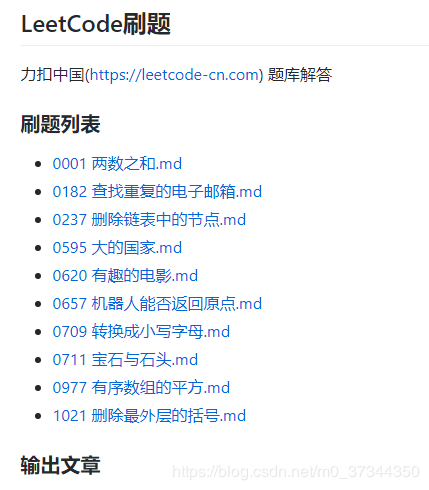 LeetCode刷题
力扣中国(https://leetcode-cn.com) 题库解答
刷题列表
0001 两数之和.md
0182 查找重复的电子邮箱.md
0237 删除链表中的节点.md
0595 大的国家.md
0620 有趣的电影.md
0657 机器人能否返回原点.md
0709 转换成小写字母.md
0711 宝石与石头.md
0977 有序数组的平方.md
1021 删除最外层的括号.md
输出文章
https://blog.csdn.net/m0_37344350